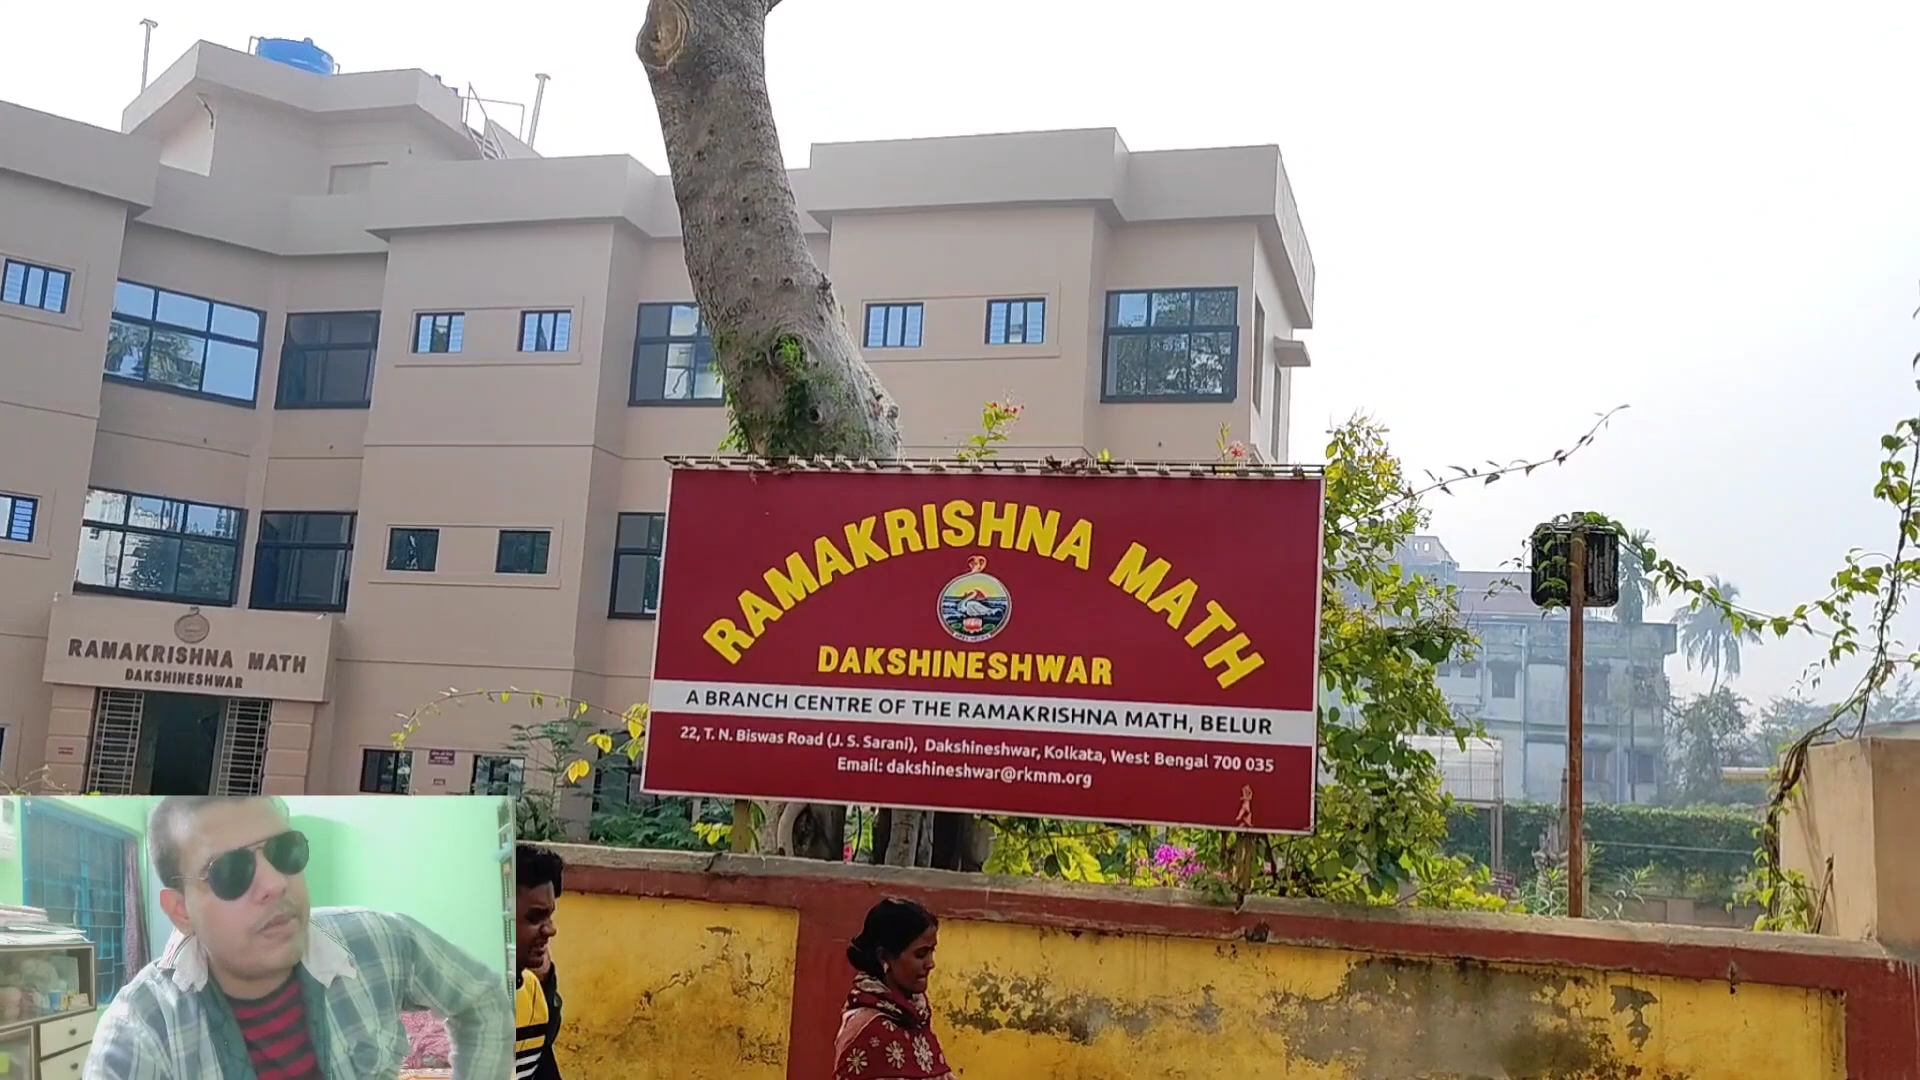 RAMAKRISHNA MATH
DAKSHINESHWAR
A BRANCH CENTRE OF THE RAMAKRISHNA MATH, BELUR
22, T. N. Biswas Road (J. S. Sarani), Dakshineshwar, Kolkata, West Bengal 700 035
Email: dakshineshwar@rkmm.org
RAMAKRISHNA MATH
DAKSHINESHWAR